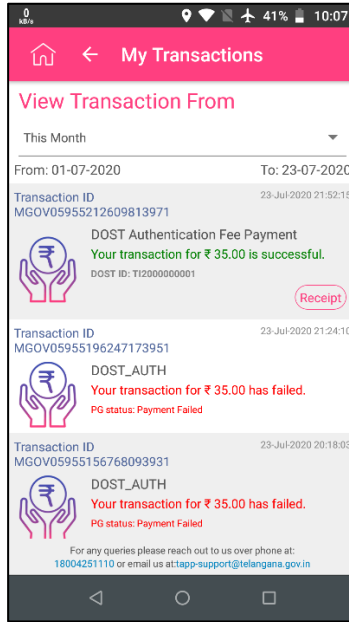 0
kB/s
41%
10:07
My Transactions
View Transaction From
This Month
From: 01-07-2020
To: 23-07-2020
Transaction ID
23-Jul-2020 21:52:15
MGOV05955212609813971
DOST Authentication Fee Payment
Your transaction for ₹ 35.00 is successful.
DOST ID: TI2000000001
Receipt
Transaction ID
23-Jul-2020 21:24:10
MGOV05955196247173951
DOST_AUTH
Your transaction for ₹ 35.00 has failed.
PG status: Payment Failed
Transaction ID
23-Jul-2020 20:18:03
MGOV05955156768093931
DOST_AUTH
Your transaction for ₹ 35.00 has failed.
PG status: Payment Failed
For any queries please reach out to us over phone at:
18004251110 or email us at:tapp-support@telangana.gov.in